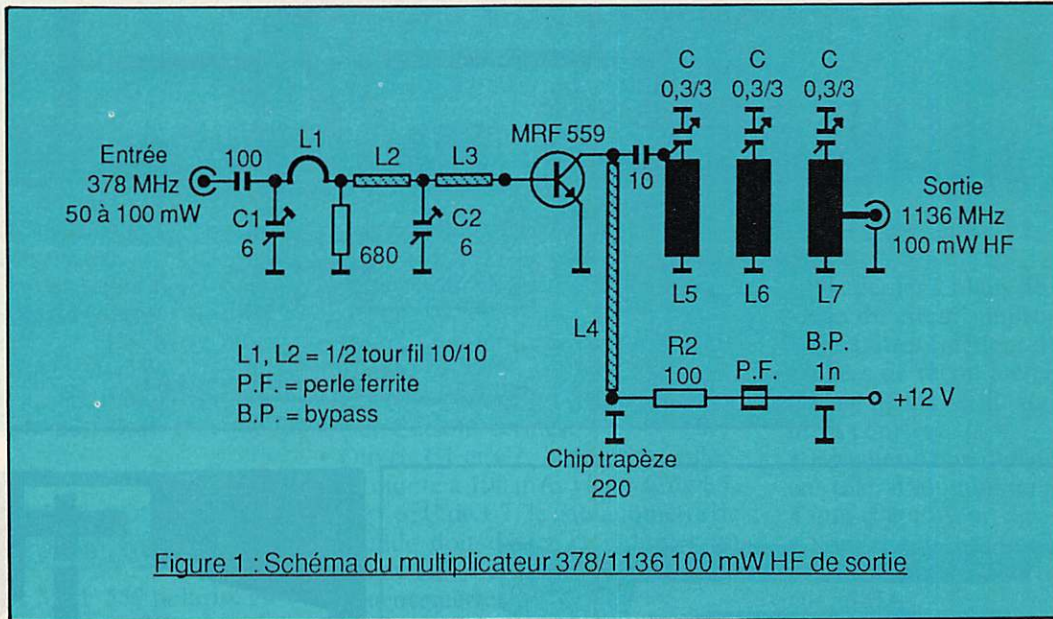 Entrée
378 MHz
50 à 100 mW
100
L1
C1
6
680
L2
L3
C2
6
MRF 559
10
C
0,3/3
C
0,3/3
C
0,3/3
L5
L6
L7
Sortie
1136 MHz
100 mW HF
L4
L1, L2 = 1/2 tour fil 10/10
P.F. = perle ferrite
B.P. = bypass
R2
100
P.F.
B.P.
1n
+12 V
Chip trapèze
220
Figure 1 : Schéma du multiplicateur 378/1136 100 mW HF de sortie